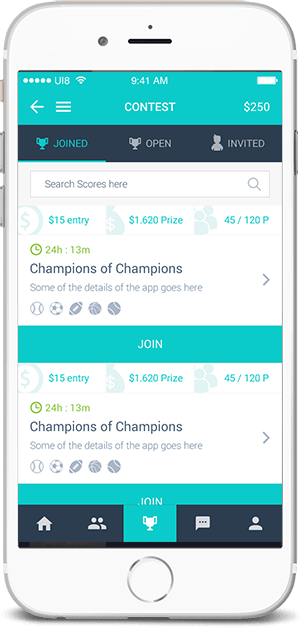 UI8 9:41 AM
CONTEST $250
JOINED OPEN INVITED
Search Scores here
$15 entry $1.620 Prize 45 / 120 P
24h : 13m
Champions of Champions
Some of the details of the app goes here
JOIN
$15 entry $1.620 Prize 45 / 120 P
24h : 13m
Champions of Champions
Some of the details of the app goes here
JOIN